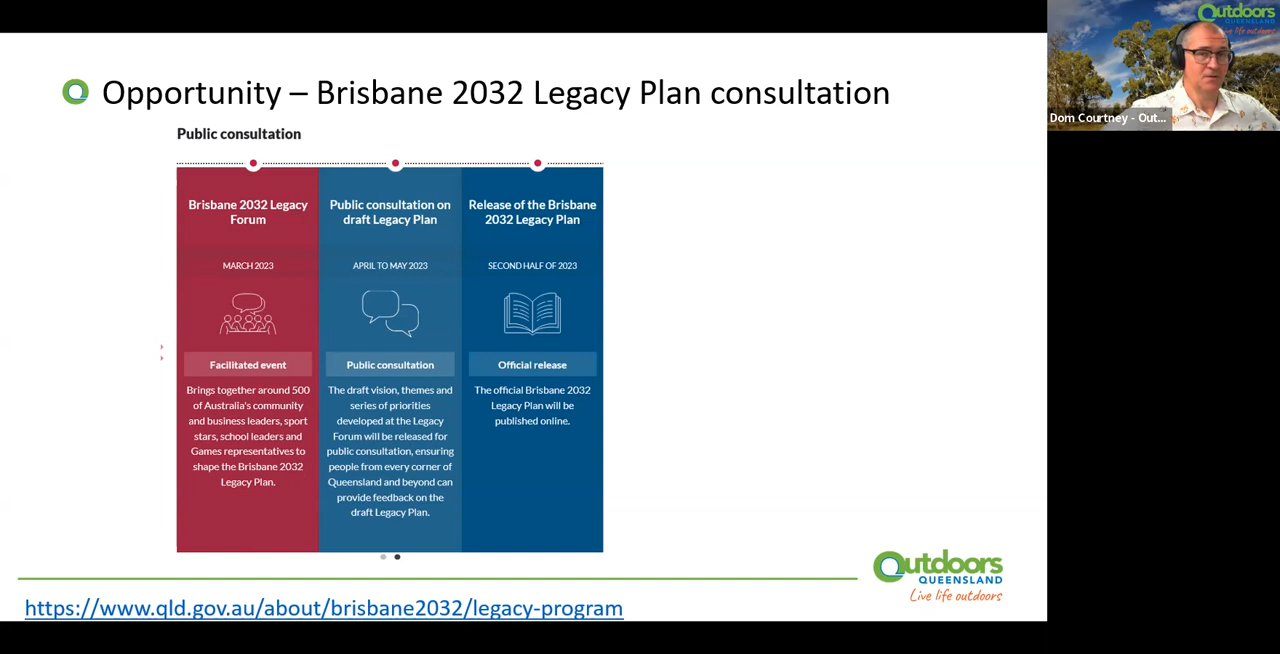 Opportunity – Brisbane 2032 Legacy Plan consultation
Public consultation
Brisbane 2032 Legacy
Forum
MARCH 2023
Facilitated event
Brings together around 500
of Australia's community
and business leaders, sport
stars, school leaders and
Games representatives to
shape the Brisbane 2032
Legacy Plan.
Public consultation on
draft Legacy Plan
APRIL TO MAY 2023
Public consultation
The draft vision, themes and
series of priorities
developed at the Legacy
Forum will be released for
public consultation, ensuring
people from every corner of
Queensland and beyond can
provide feedback on the
draft Legacy Plan.
Release of the Brisbane
2032 Legacy Plan
SECOND HALF OF 2023
Official release
The official Brisbane 2032
Legacy Plan will be
published online.
Outdoors
QUEENSLAND
Live life outdoors
https://www.qld.gov.au/about/brisbane2032/legacy-program
Outdoors
QUEENSLAND
life outdoors
Dom Courtney - Out...